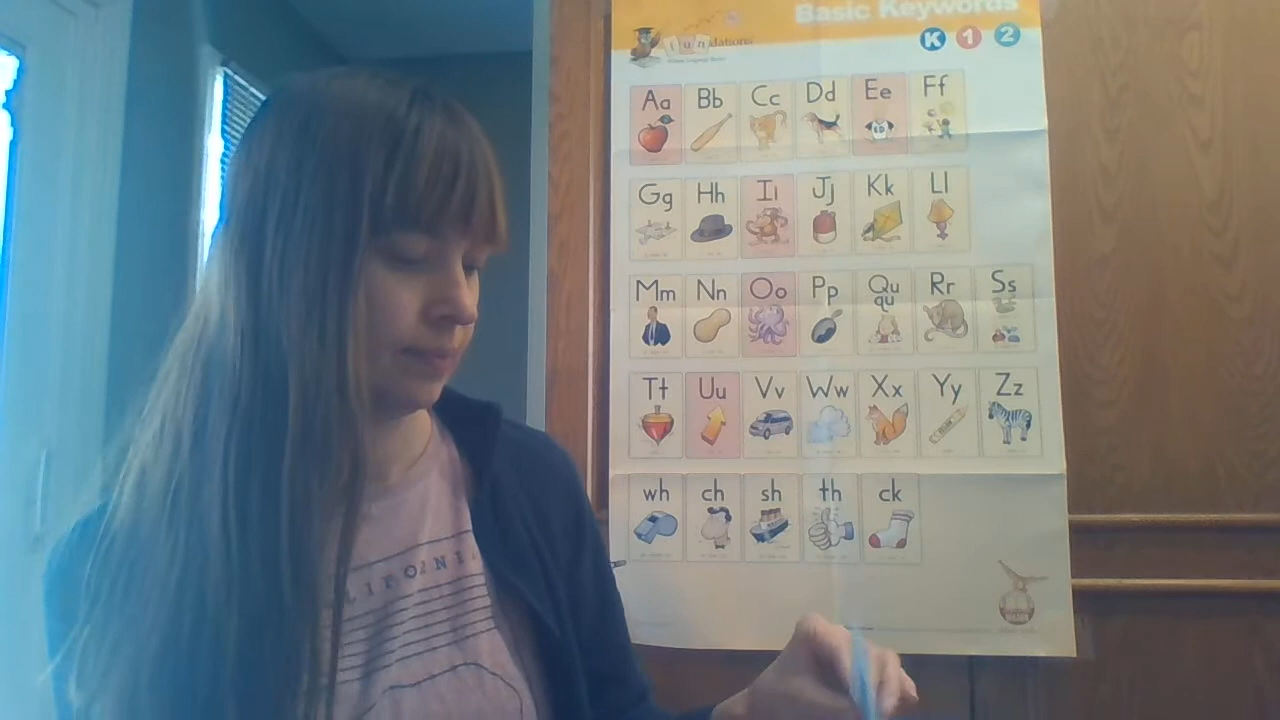 Basic Keywords
fundations
K 1 2
Aa Bb Cc Dd Ee Ff
Gg Hh Ii Jj Kk Ll
Mm Nn Oo Pp Qu qu Rr Ss
Tt Uu Vv Ww Xx Yy Zz
wh ch sh th ck